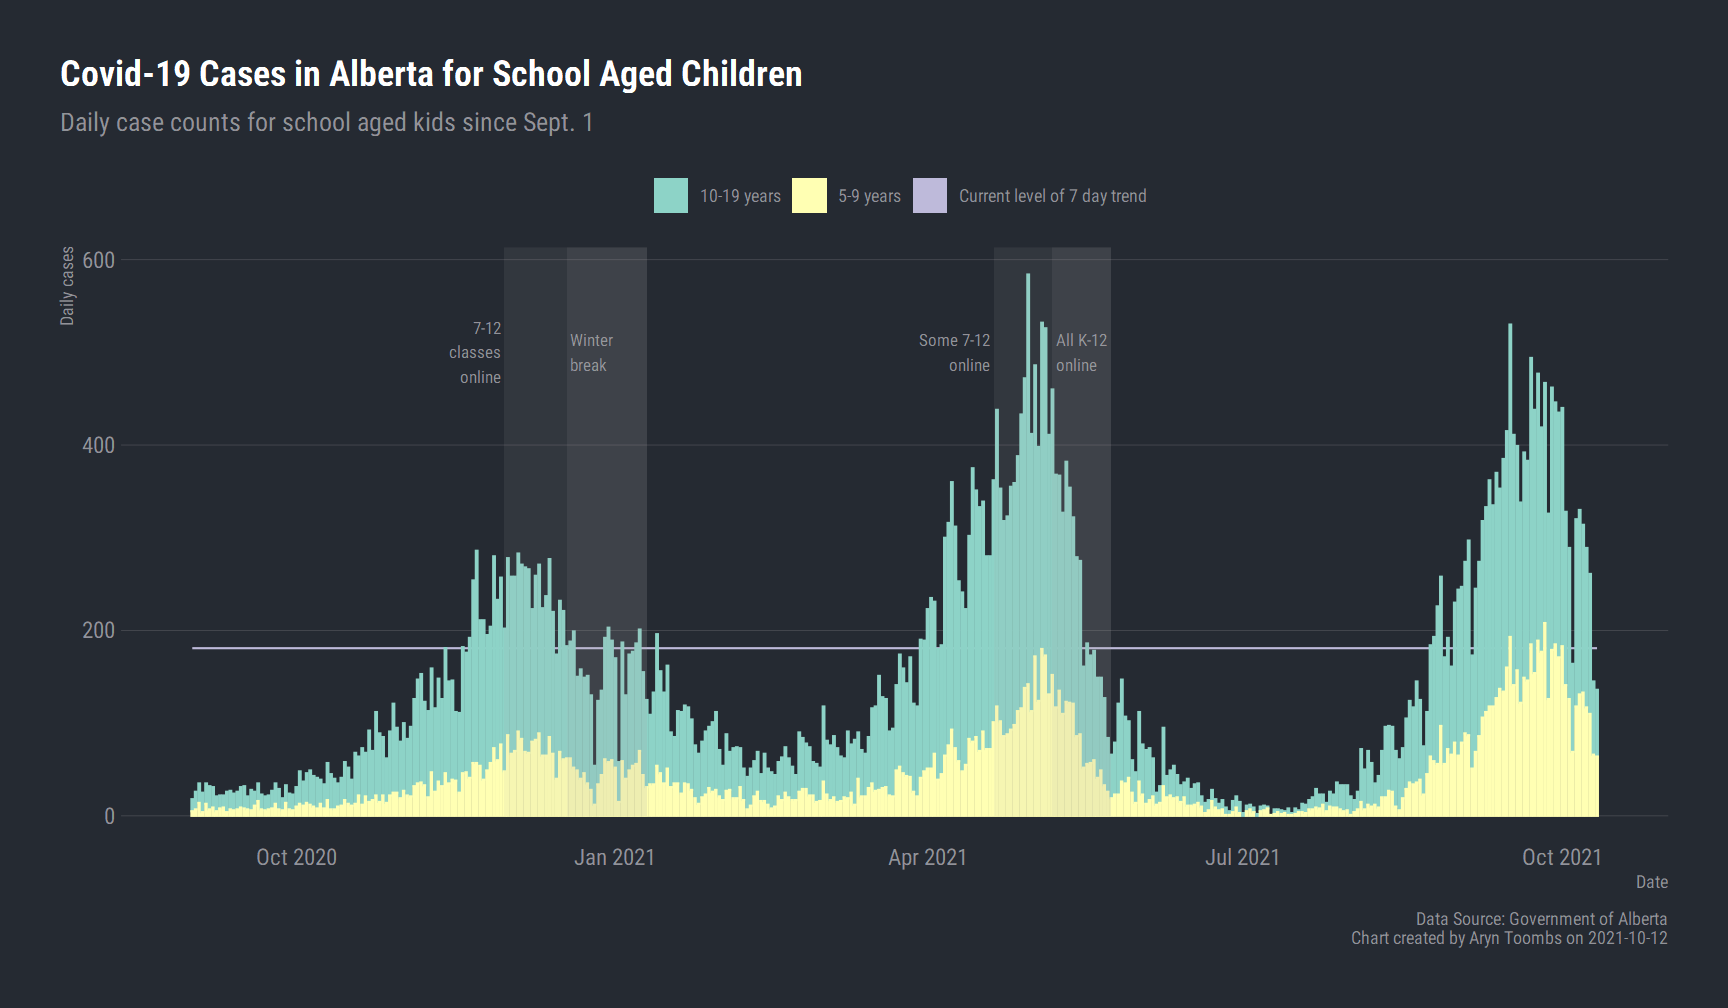 Covid-19 Cases in Alberta for School Aged Children
Daily case counts for school aged kids since Sept. 1
10-19 years
5-9 years
Current level of 7 day trend
Daily cases
600
400
200
0
7-12
classes
online
Winter
break
Some 7-12
online
All K-12
online
Oct 2020
Jan 2021
Apr 2021
Jul 2021
Oct 2021
Date
Data Source: Government of Alberta
Chart created by Aryn Toombs on 2021-10-12